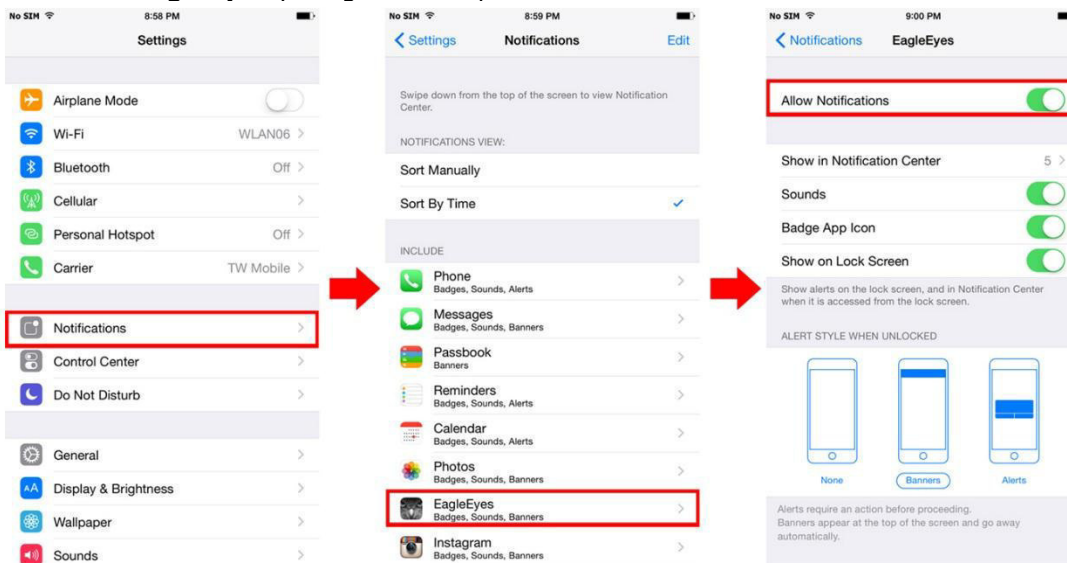 No SIM 8:58 PM
Settings
Airplane Mode
Wi-Fi WLAN06
Bluetooth Off
Cellular
Personal Hotspot Off
Carrier TW Mobile
Notifications
Control Center
Do Not Disturb
General
AA Display & Brightness
Wallpaper
Sounds
No SIM 8:59 PM
Settings Notifications Edit
Swipe down from the top of the screen to view Notification
Center.
NOTIFICATIONS VIEW:
Sort Manually
Sort By Time
INCLUDE
Phone
Badges, Sounds, Alerts
Messages
Badges, Sounds, Banners
Passbook
Banners
Reminders
Badges, Sounds, Alerts
Calendar
Badges, Sounds, Alerts
Photos
Badges, Sounds, Banners
EagleEyes
Badges, Sounds, Banners
Instagram
Badges, Sounds, Banners
No SIM 9:00 PM
Notifications EagleEyes
Allow Notifications
Show in Notification Center 5
Sounds
Badge App Icon
Show on Lock Screen
Show alerts on the lock screen, and in Notification Center
when it is accessed from the lock screen.
ALERT STYLE WHEN UNLOCKED
None Banners Alerts
Alerts require an action before proceeding.
Banners appear at the top of the screen and go away
automatically.